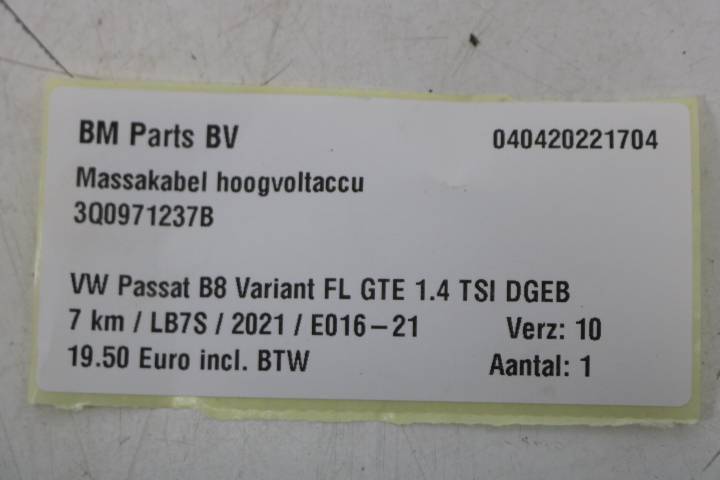 BM Parts BV 040420221704
Massakabel hoogvoltaccu
3Q0971237B
VW Passat B8 Variant FL GTE 1.4 TSI DGEB
7 km / LB7S / 2021 / E016-21 Verz: 10
19.50 Euro incl. BTW Aantal: 1